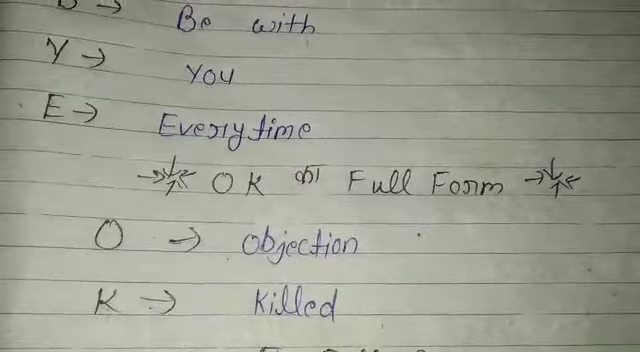 B → Be with
Y → You
E → Everytime
OK का Full Form
O → Objection
K → Killed